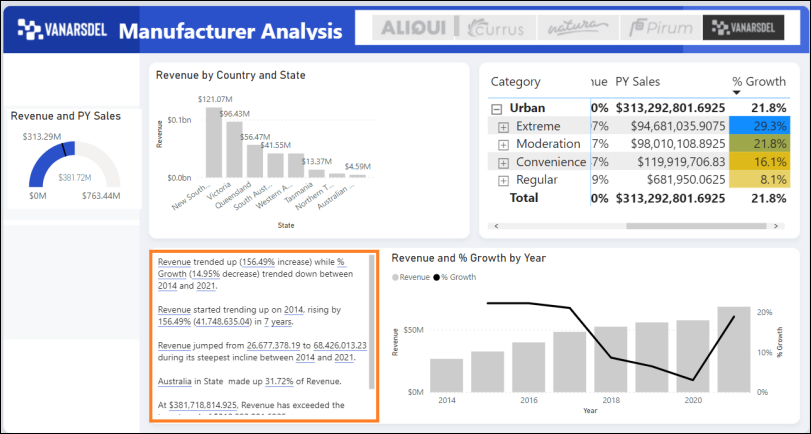 VANARSDEL
Manufacturer Analysis
ALIQUI
Currus
natura
Pirum
VANARSDEL
Revenue and PY Sales
$313.29M
$381.72M
$0M
$763.44M
Revenue by Country and State
Revenue
$0.1bn
$0.0bn
$121.07M
$96.43M
$56.47M
$41.55M
$13.37M
$4.59M
New South...
Victoria
Queensland
South Aust...
Western A...
Tasmania
Northern T...
Australian ...
State
Category ue PY Sales % Growth
Urban 0% $313,292,801.6925 21.8%
Extreme 7% $94,681,035.9075 29.3%
Moderation 7% $98,010,108.8925 21.8%
Convenience 7% $119,919,706.83 16.1%
Regular 9% $681,950.0625 8.1%
Total 0% $313,292,801.6925 21.8%
Revenue trended up (156.49% increase) while %
Growth (14.95% decrease) trended down between
2014 and 2021.
Revenue started trending up on 2014, rising by
156.49% (41,748,635.04) in 7 years.
Revenue jumped from 26,677,378.19 to 68,426,013.23
during its steepest incline between 2014 and 2021.
Australia in State made up 31.72% of Revenue.
At $381,718,814.925, Revenue has exceeded the
Revenue and % Growth by Year
Revenue % Growth
Revenue
$50M
$0M
20%
10%
0%
% Growth
2014 2016 2018 2020
Year